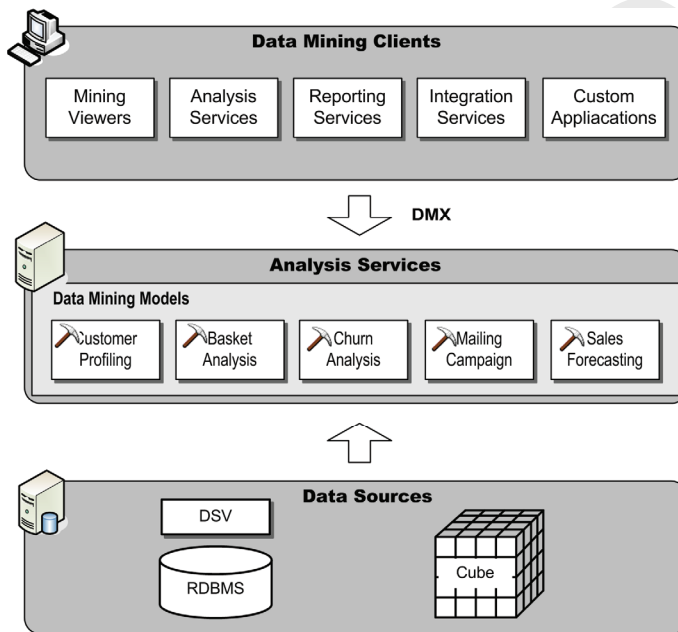 Data Mining Clients
Mining
Viewers
Analysis
Services
Reporting
Services
Integration
Services
Custom
Appliacations
DMX
Analysis Services
Data Mining Models
Customer
Profiling
Basket
Analysis
Churn
Analysis
Mailing
Campaign
Sales
Forecasting
Data Sources
DSV
RDBMS
Cube